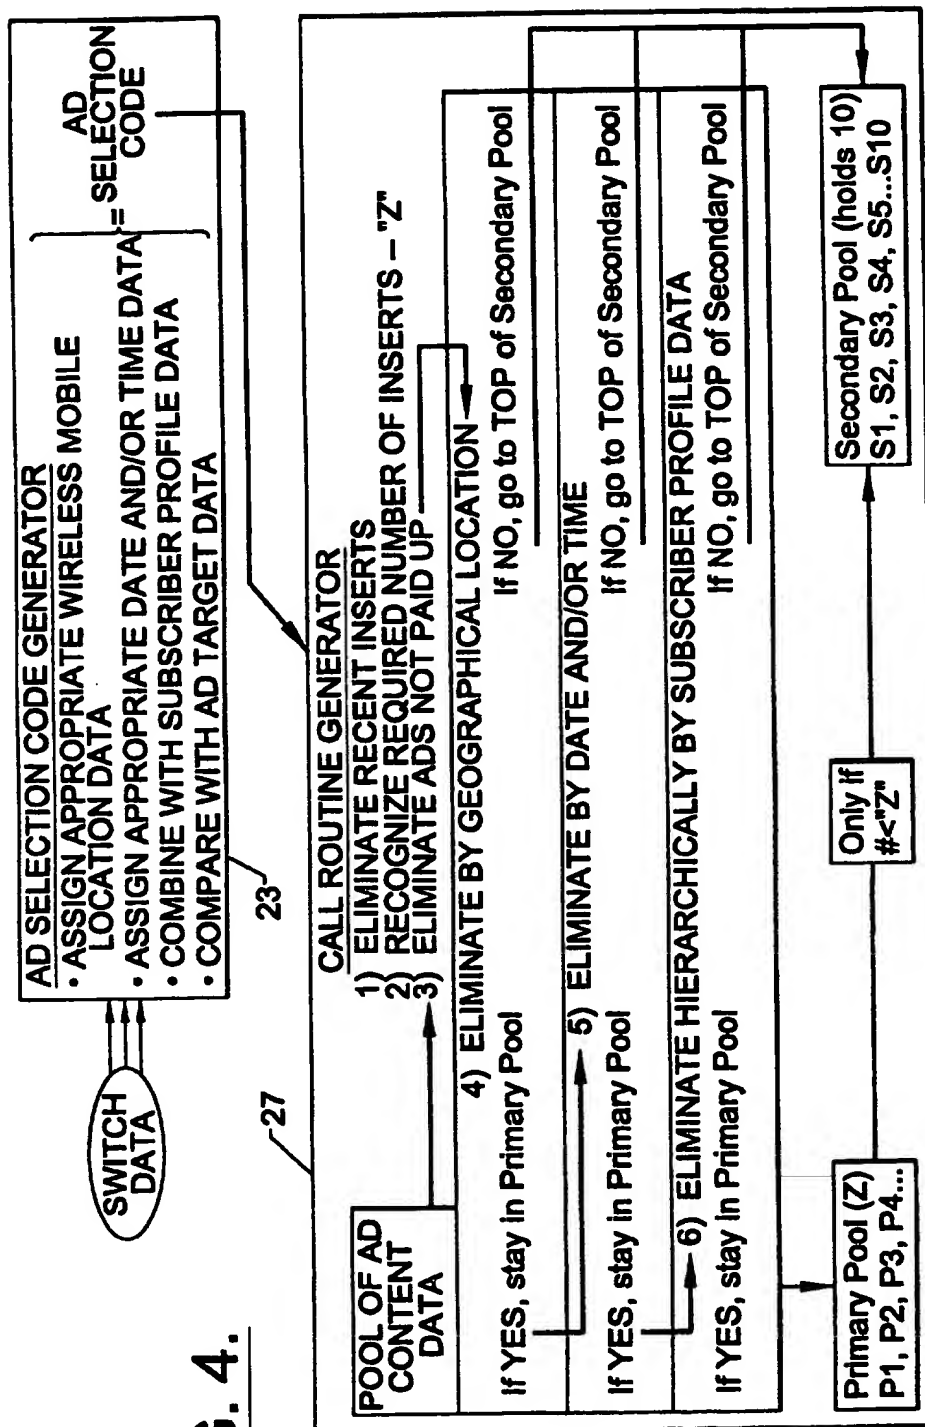 SWITCH
DATA
AD SELECTION CODE GENERATOR
• ASSIGN APPROPRIATE WIRELESS MOBILE
LOCATION DATA
• ASSIGN APPROPRIATE DATE AND/OR TIME DATA
• COMBINE WITH SUBSCRIBER PROFILE DATA
• COMPARE WITH AD TARGET DATA
= AD
SELECTION
CODE
23
27
CALL ROUTINE GENERATOR
1) ELIMINATE RECENT INSERTS
2) RECOGNIZE REQUIRED NUMBER OF INSERTS – "Z"
3) ELIMINATE ADS NOT PAID UP
POOL OF AD
CONTENT
DATA
4) ELIMINATE BY GEOGRAPHICAL LOCATION
If YES, stay in Primary Pool
If NO, go to TOP of Secondary Pool
5) ELIMINATE BY DATE AND/OR TIME
If YES, stay in Primary Pool
If NO, go to TOP of Secondary Pool
6) ELIMINATE HIERARCHICALLY BY SUBSCRIBER PROFILE DATA
If YES, stay in Primary Pool
If NO, go to TOP of Secondary Pool
Primary Pool (Z)
P1, P2, P3, P4...
Only if
#<"Z"
Secondary Pool (holds 10)
S1, S2, S3, S4, S5...S10
4.